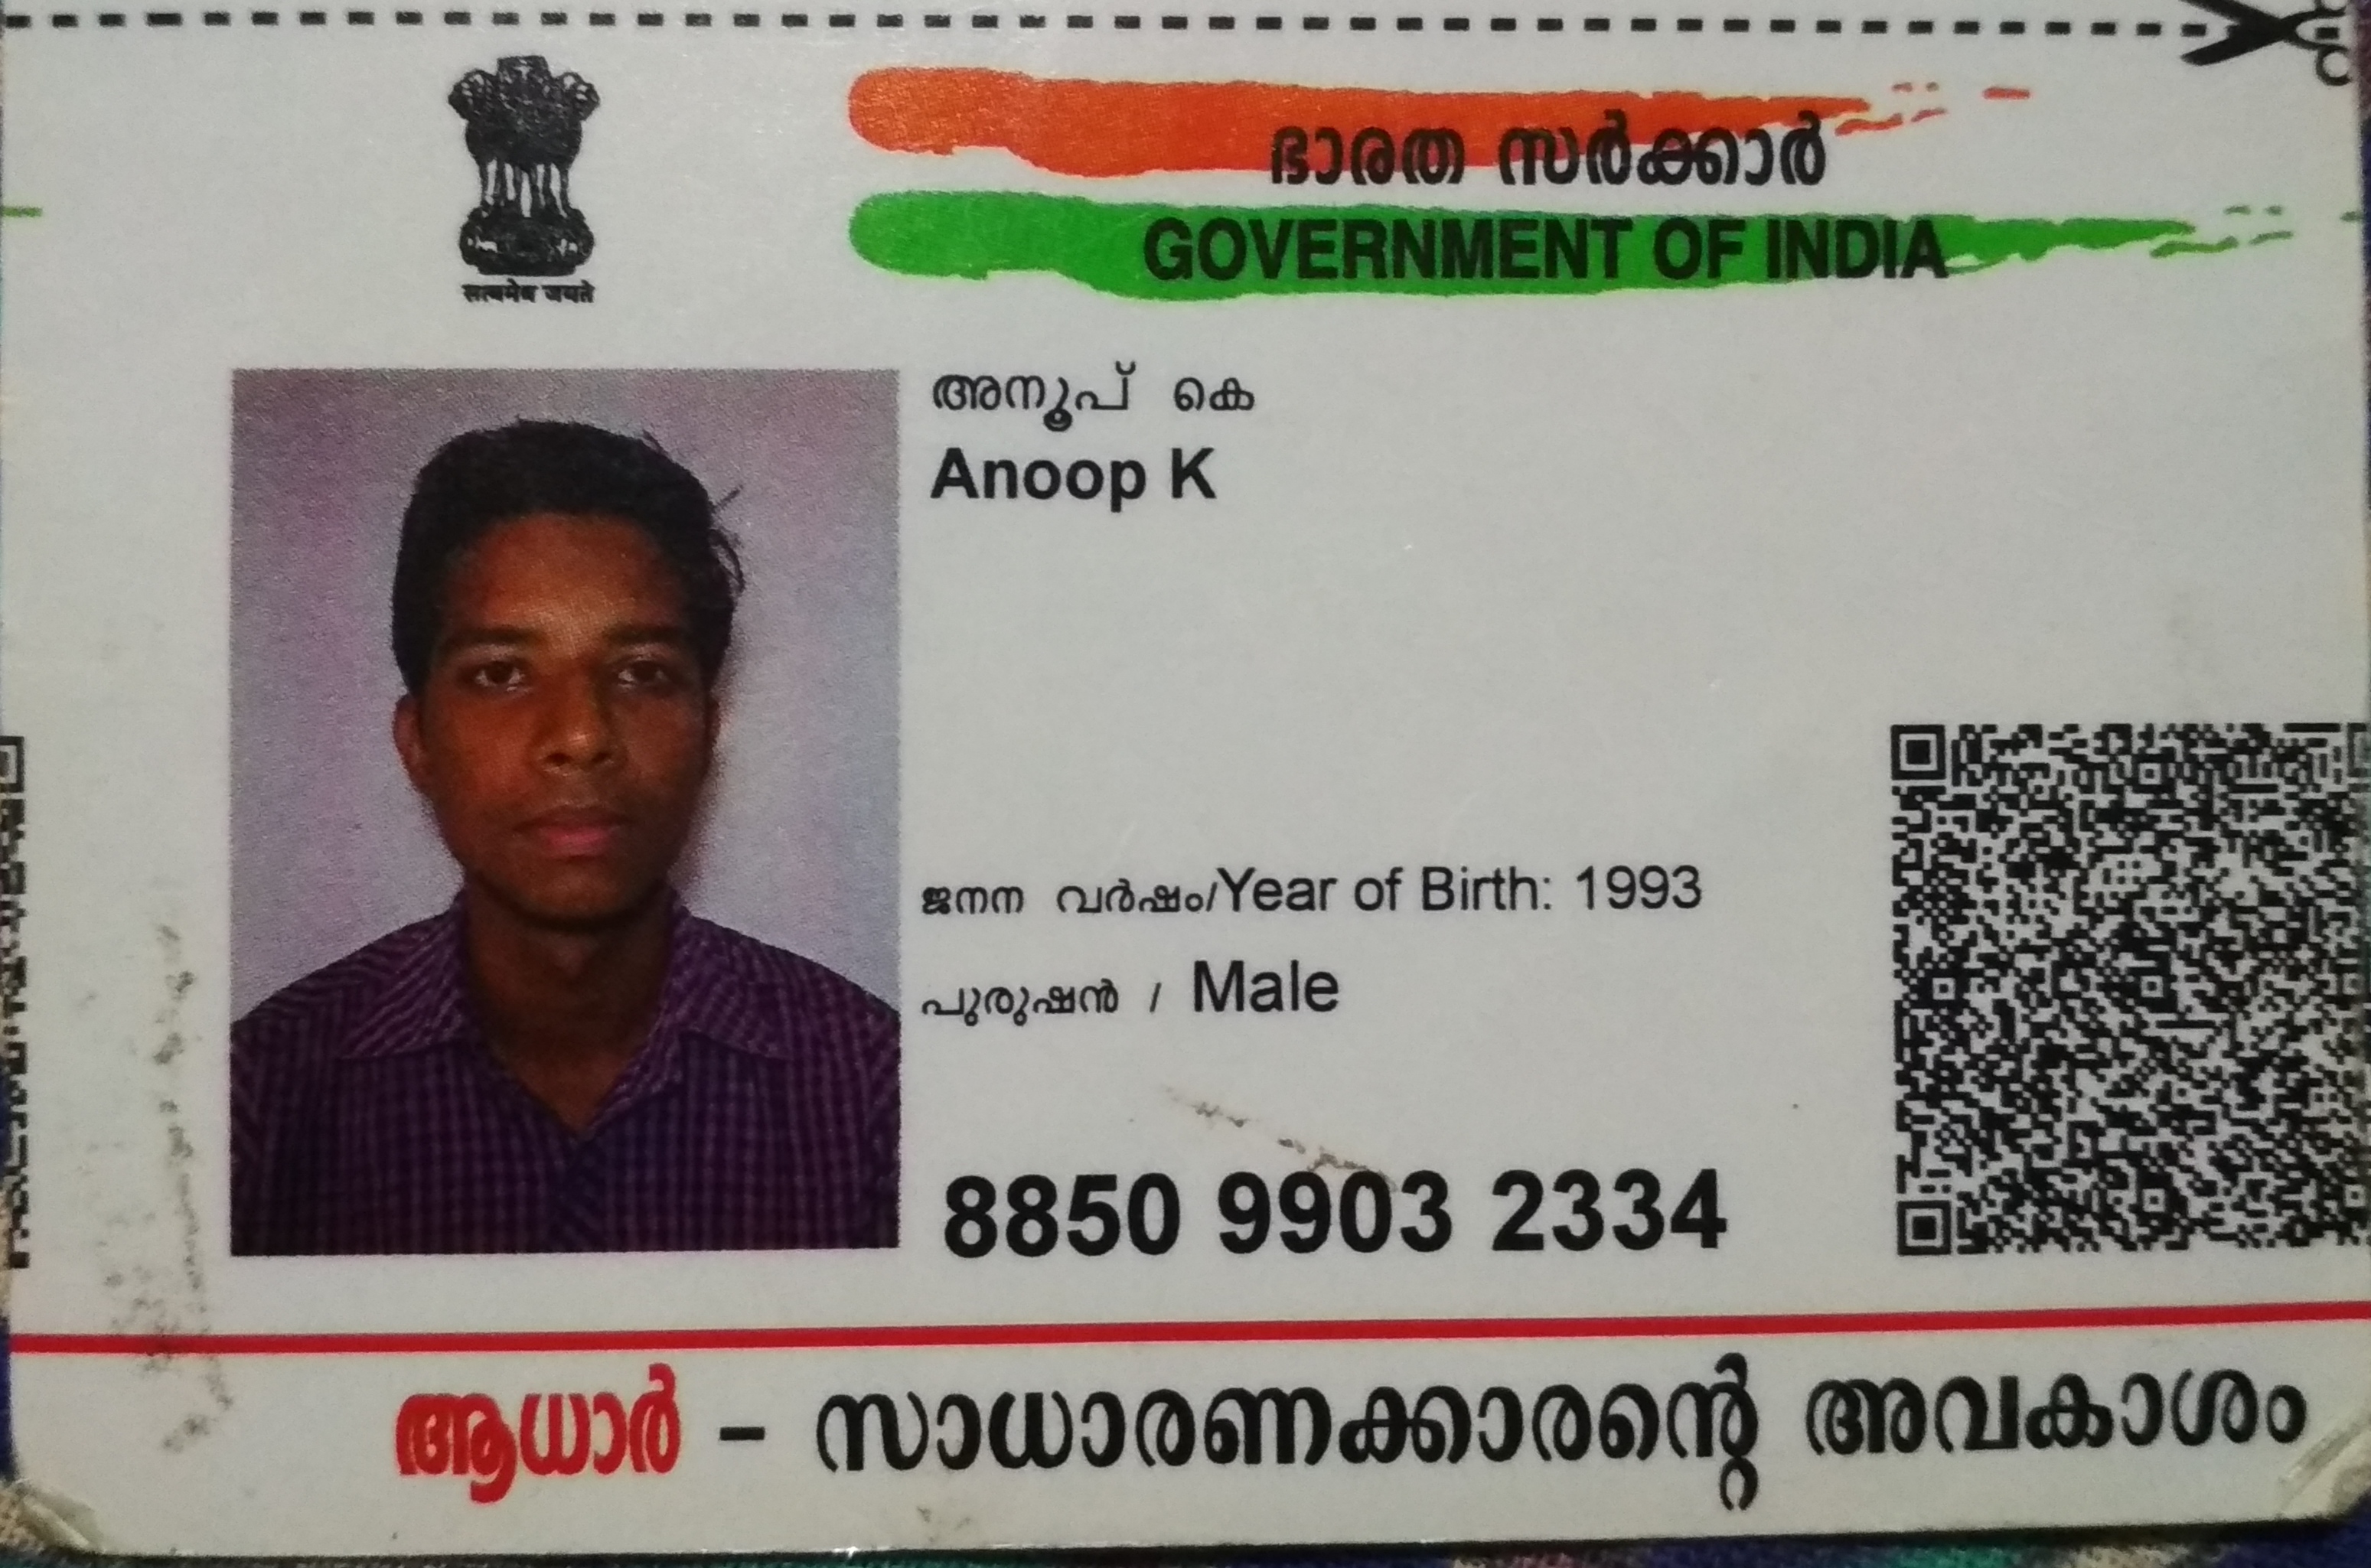 ഭാരത സർക്കാർ
GOVERNMENT OF INDIA
सत्यमेव जयते
അനൂപ് കെ
Anoop K
ജനന വർഷം/Year of Birth: 1993
പുരുഷൻ / Male
8850 9903 2334
ആധാർ – സാധാരണക്കാരന്റെ അവകാശം